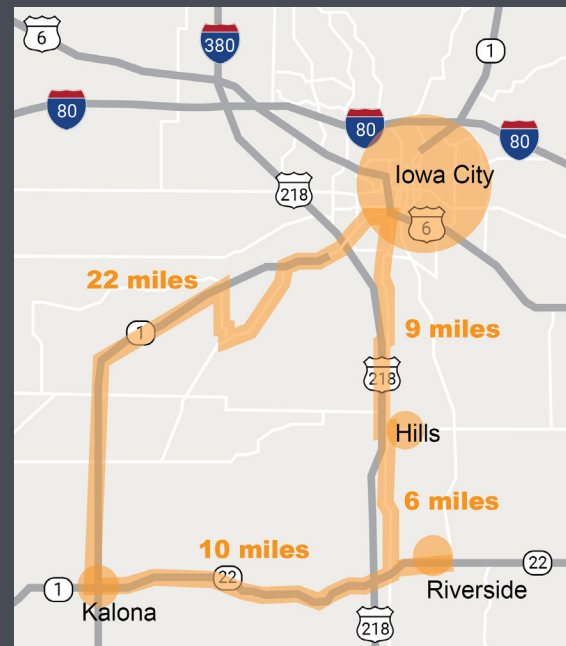 6
380
1
80
80
80
Iowa City
218
6
22 miles
1
9 miles
218
Hills
6 miles
10 miles
22
22
1
Kalona
Riverside
218